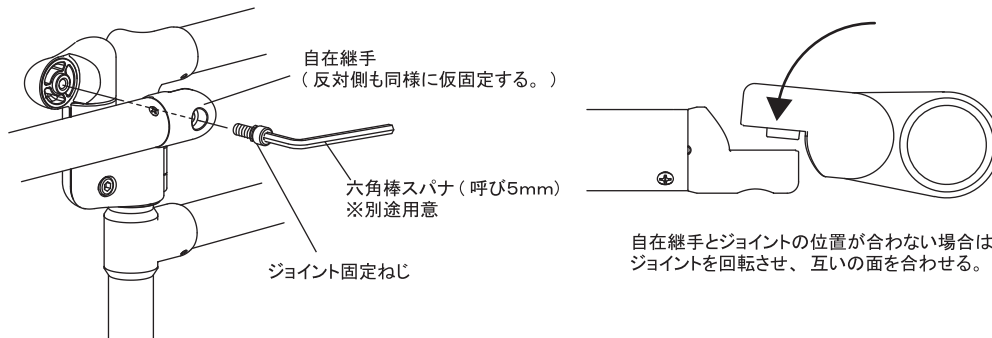 自在継手
( 反対側も同様に仮固定する。 )
六角棒スパナ ( 呼び5mm)
※別途用意
ジョイント固定ねじ
自在継手とジョイントの位置が合わない場合は
ジョイントを回転させ、 互いの面を合わせる。